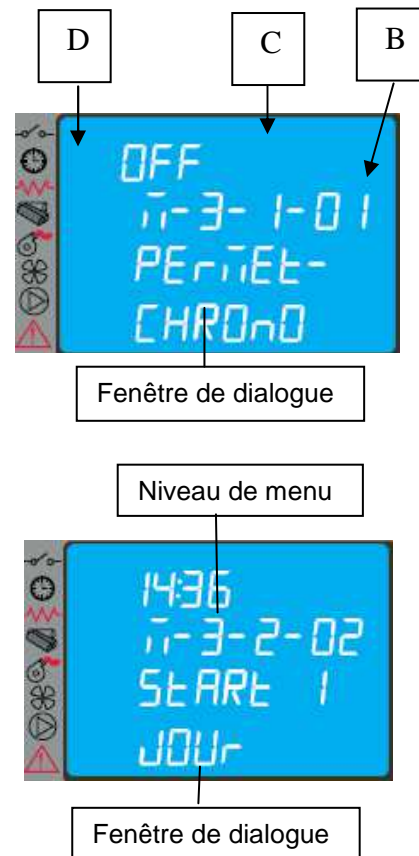 D C B
OFF
M-3-1-01
PErMEt-
CHROnO
Fenêtre de dialogue
Niveau de menu
14:36
M-3-2-02
StARt 1
JOUr
Fenêtre de dialogue